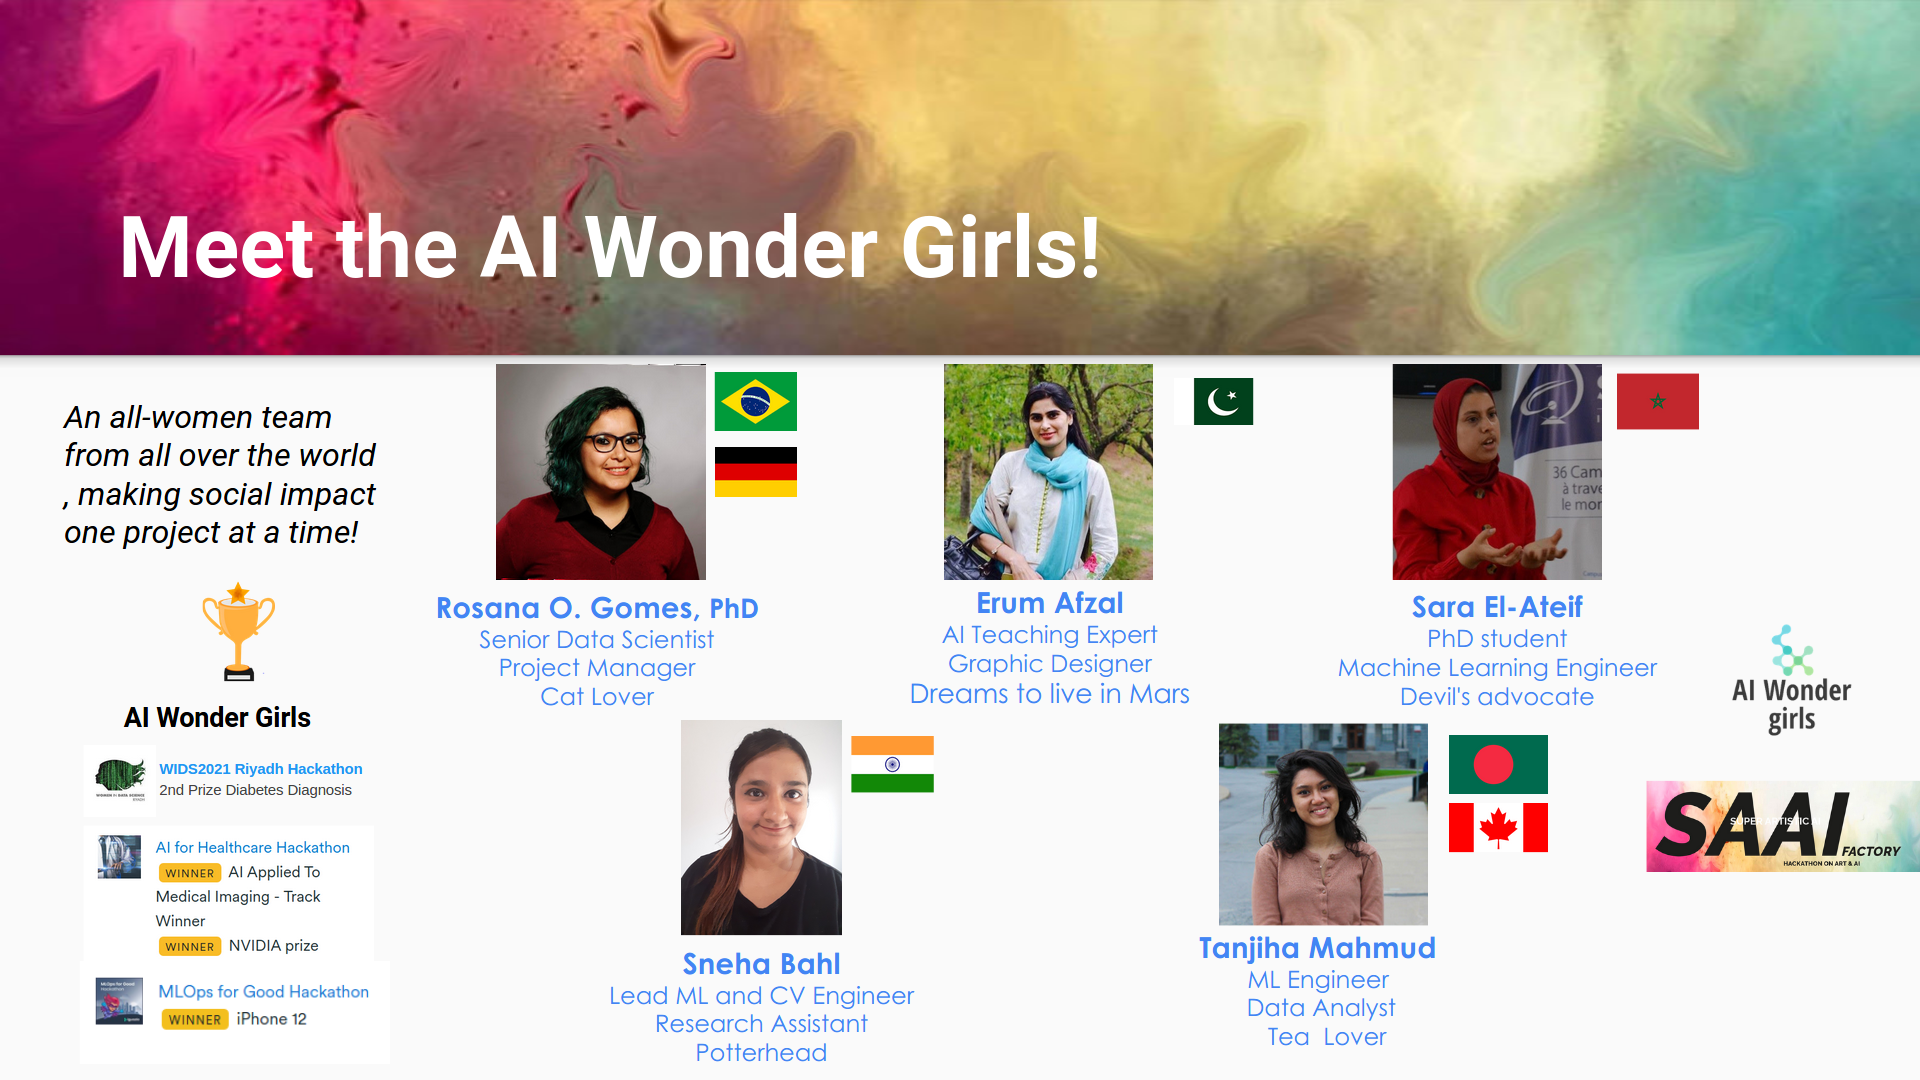 Meet the AI Wonder Girls!
An all-women team
from all over the world
, making social impact
one project at a time!
AI Wonder Girls
WIDS2021 Riyadh Hackathon
2nd Prize Diabetes Diagnosis
AI for Healthcare Hackathon
WINNER AI Applied To
Medical Imaging - Track
Winner
WINNER NVIDIA prize
MLOps for Good Hackathon
WINNER iPhone 12
Rosana O. Gomes, PhD
Senior Data Scientist
Project Manager
Cat Lover
Erum Afzal
AI Teaching Expert
Graphic Designer
Dreams to live in Mars
36 Cam
à trave
le mon
Sara El-Ateif
PhD student
Machine Learning Engineer
Devil's advocate
Sneha Bahl
Lead ML and CV Engineer
Research Assistant
Potterhead
Tanjiha Mahmud
ML Engineer
Data Analyst
Tea  Lover
AI Wonder
girls
SAAI
FACTORY
HACKATHON ON ART & AI